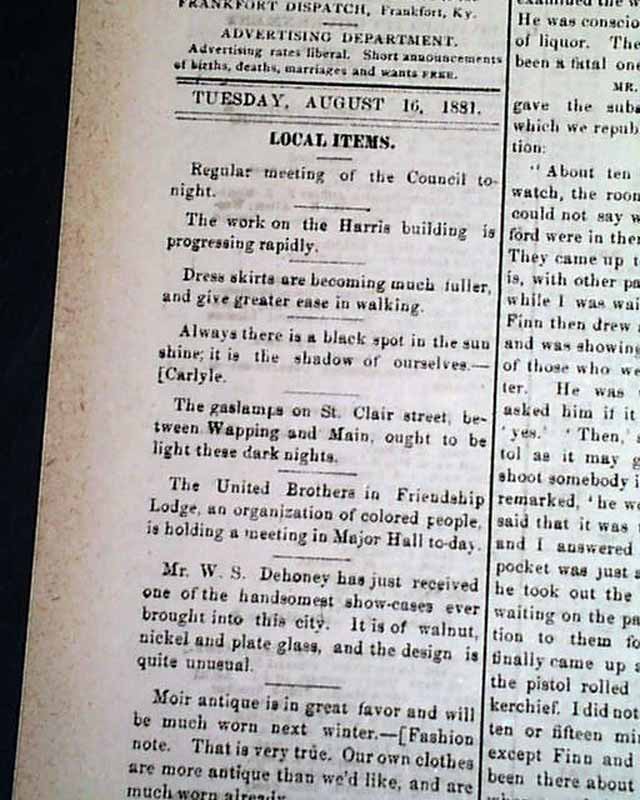 FRANKFORT DISPATCH, Frankfort, Ky.
ADVERTISING DEPARTMENT.
Advertising rates liberal. Short announcements
of births, deaths, marriages and wants FREE.
TUESDAY, AUGUST 16, 1881.
LOCAL ITEMS.
Regular meeting of the Council to-
night.
The work on the Harris building is
progressing rapidly.
Dress skirts are becoming much fuller,
and give greater ease in walking.
Always there is a black spot in the sun
shine; it is the shadow of ourselves.—
[Carlyle.
The gaslamps on St. Clair street, be-
tween Wapping and Main, ought to be
light these dark nights.
The United Brothers in Friendship
Lodge, an organization of colored people,
is holding a meeting in Major Hall to-day.
Mr. W. S. Dehoney has just received
one of the handsomest show-cases ever
brought into this city. It is of walnut,
nickel and plate glass, and the design is
quite unusual.
Moir antique is in great favor and will
be much worn next winter.—[Fashion
note. That is very true. Our own clothes
are more antique than we'd like, and are
much worn already
examined the
He was
of liquor. The
been a fatal
MR.
gave the
which we
tion:
"About ten
watch, the
could not say
ford were in
They came up
is, with other
while I was
Finn then drew
and was showing
of those who
ter. He was
asked him if it
'yes.' 'Then,'
tol as it may
shoot somebody
remarked, 'he
said that it was
and I answered
pocket was just
he took out the
waiting on the
tion to them
finally came up
the pistol rolled
kerchief. I did not
ten or fifteen
except Finn and
been there about